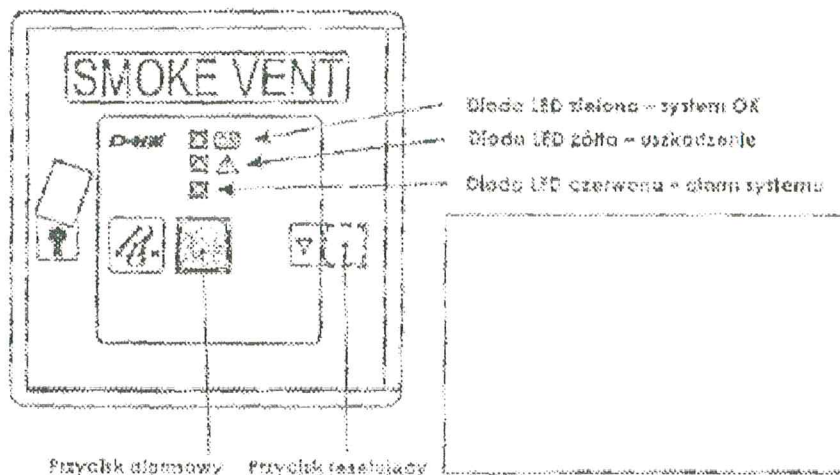 SMOKE VENT
Dioda LED zielona – system OK
Dioda LED żółta – uszkodzenie
Dioda LED czerwona – alarm systemu
Przycisk alarmowy Przycisk resetujący